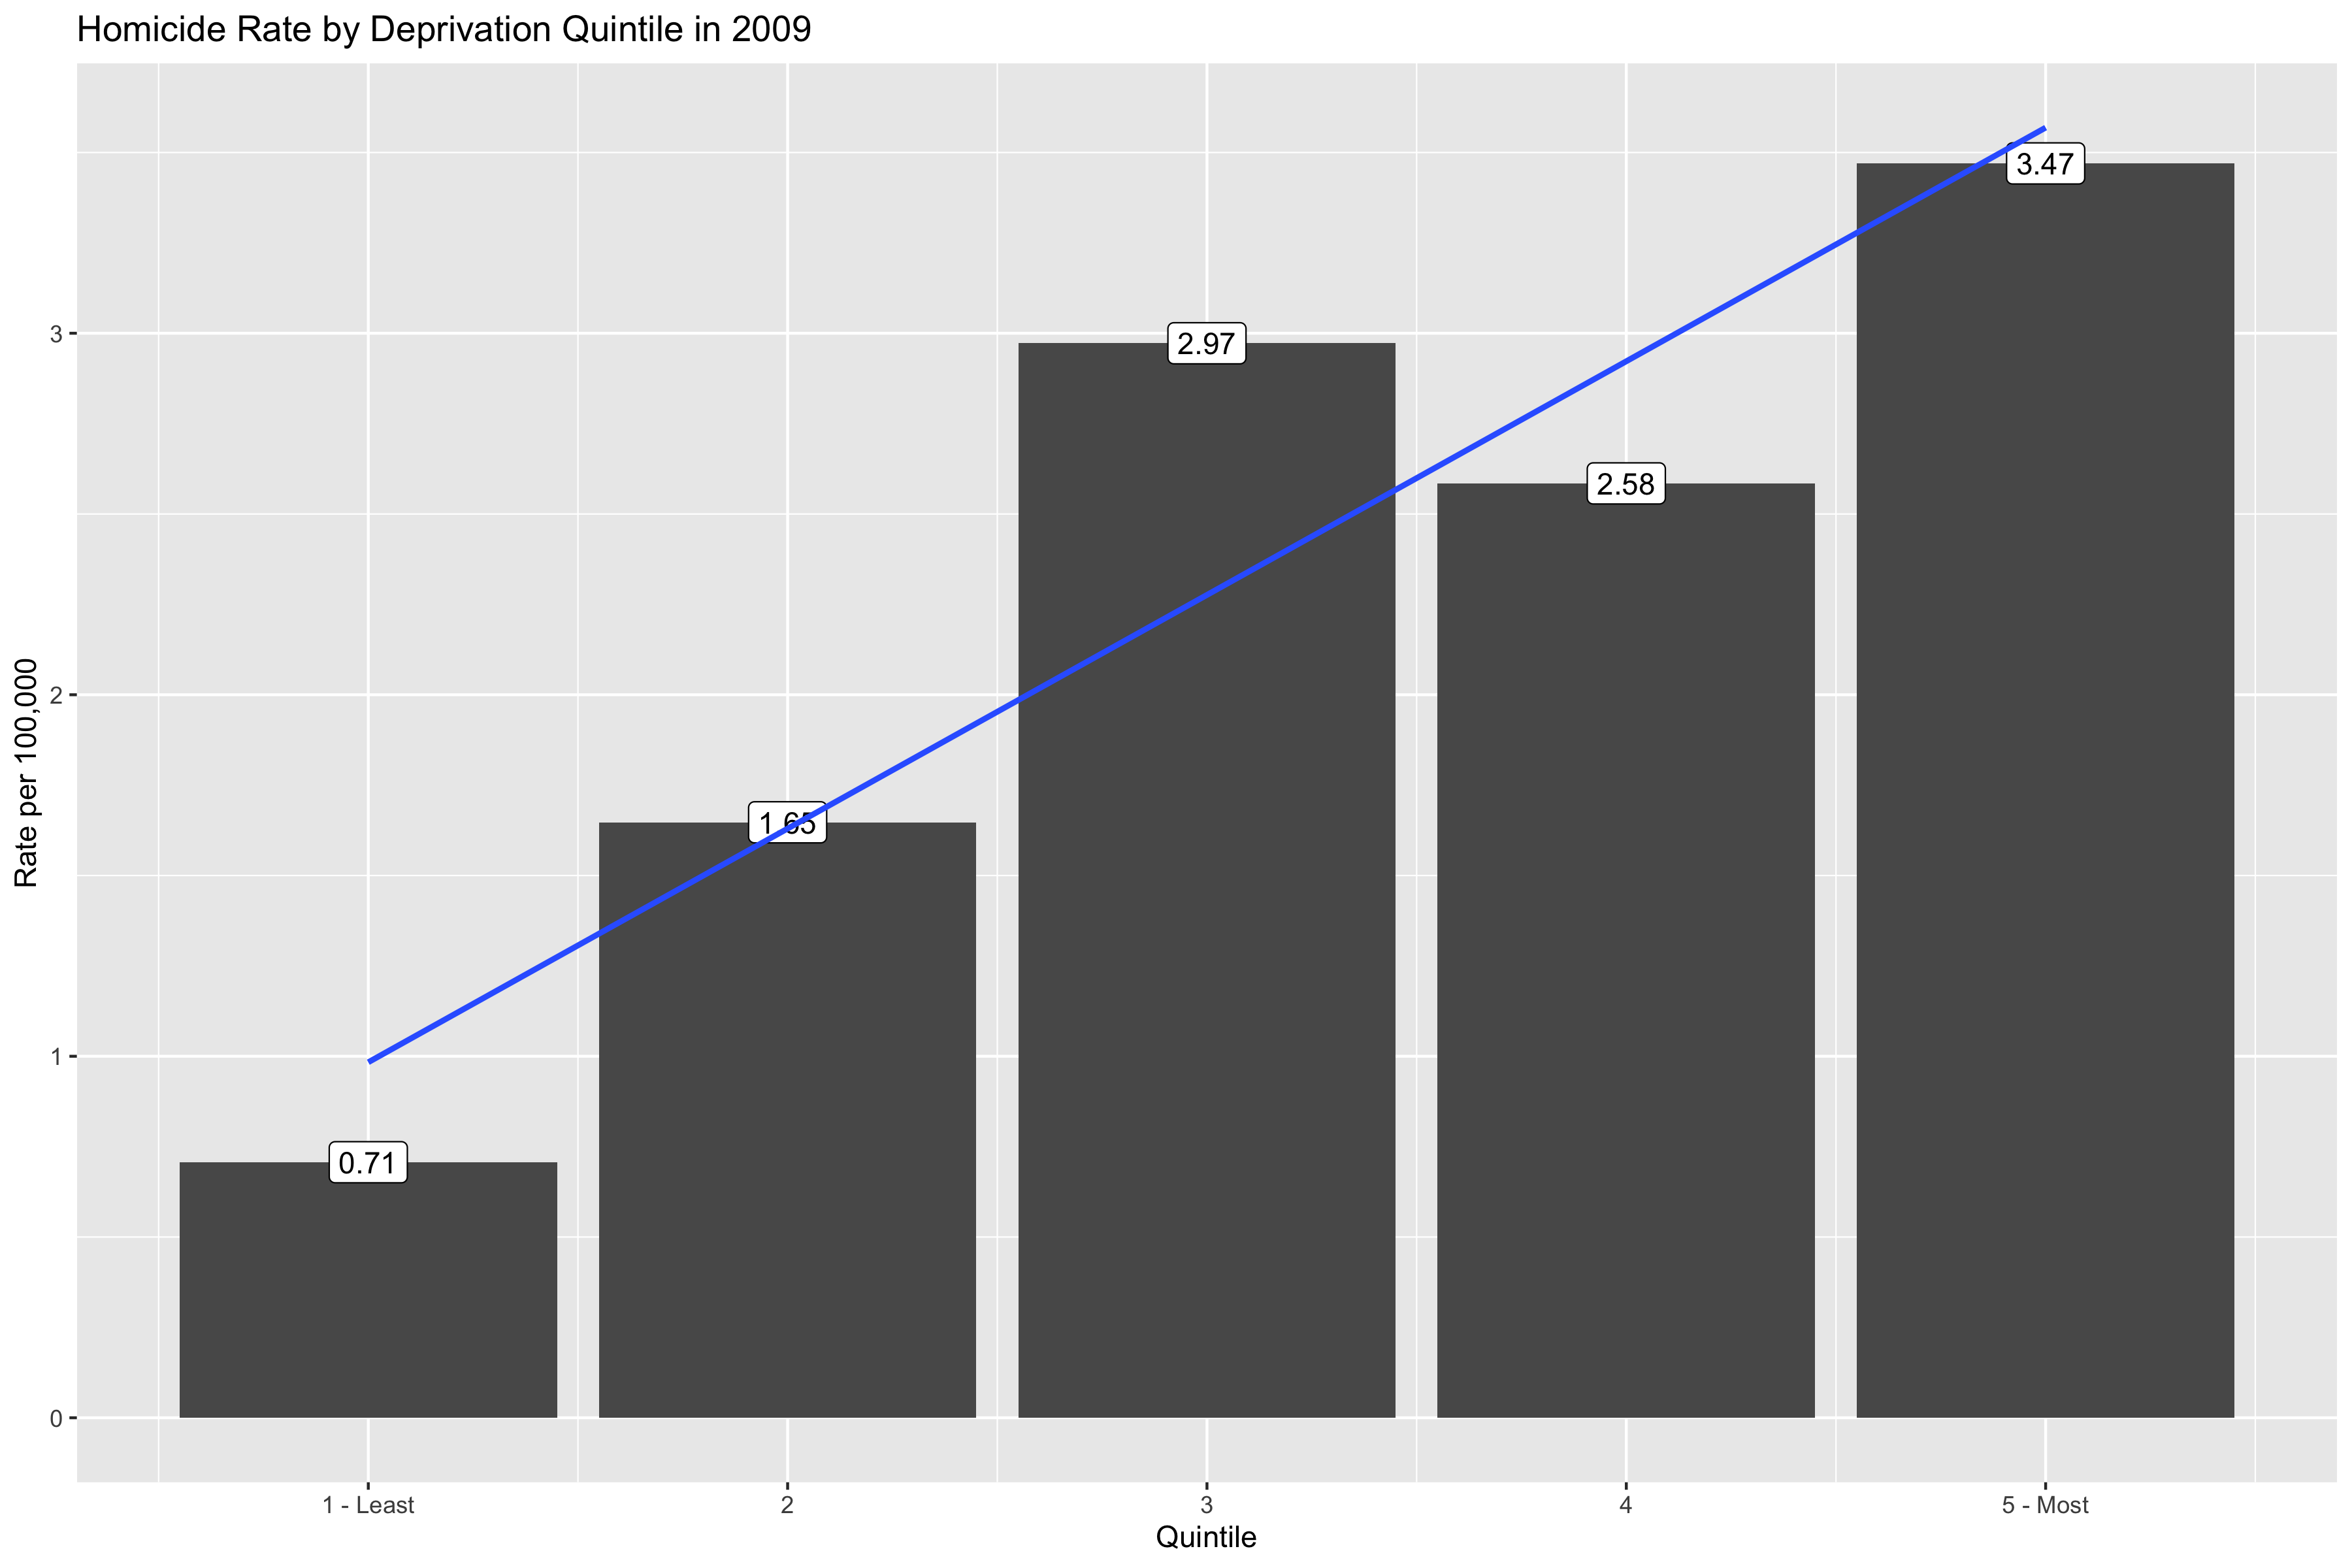 Homicide Rate by Deprivation Quintile in 2009
Rate per 100,000
3
2
1
0
0.71
1.65
2.97
2.58
3.47
1 - Least
2
3
4
5 - Most
Quintile